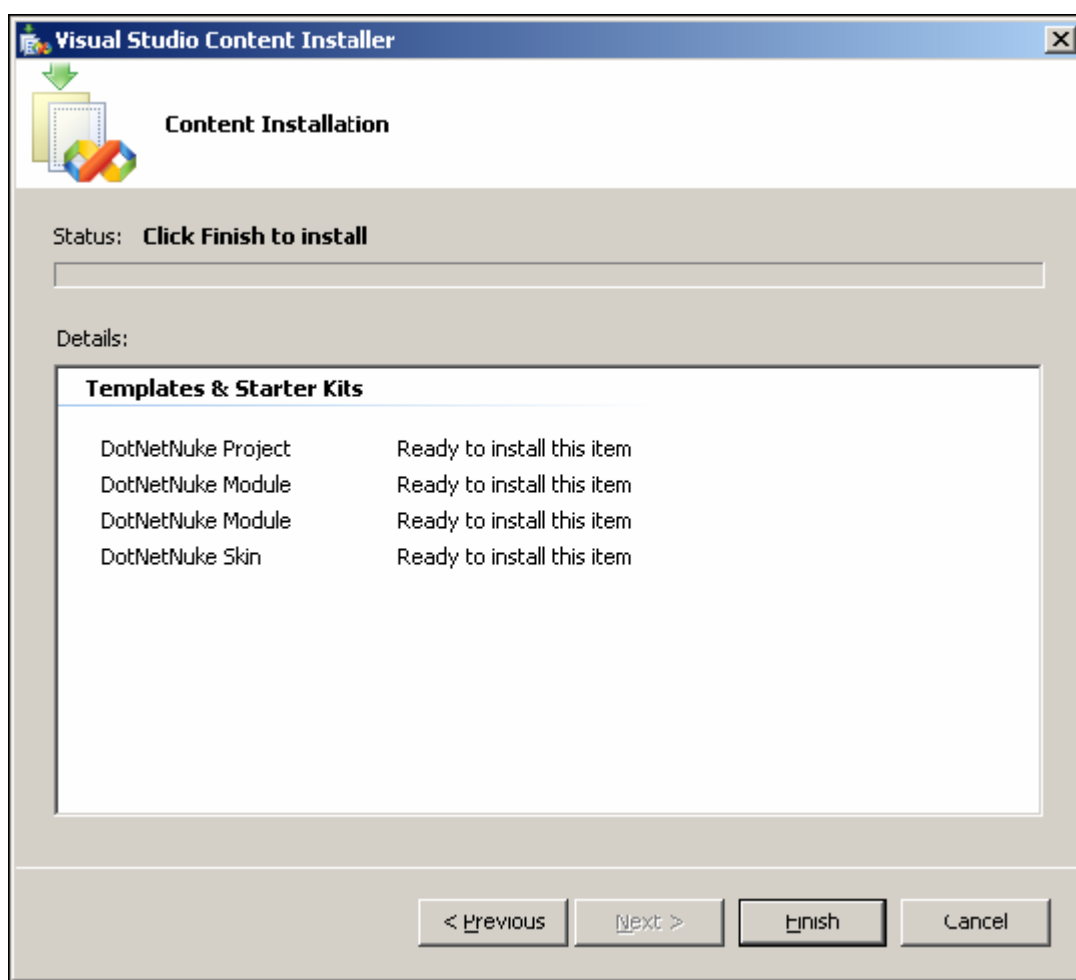 Visual Studio Content Installer
Content Installation
Status: Click Finish to install
Details:
Templates & Starter Kits
DotNetNuke Project Ready to install this item
DotNetNuke Module Ready to install this item
DotNetNuke Module Ready to install this item
DotNetNuke Skin Ready to install this item
< Previous Next > Finish Cancel